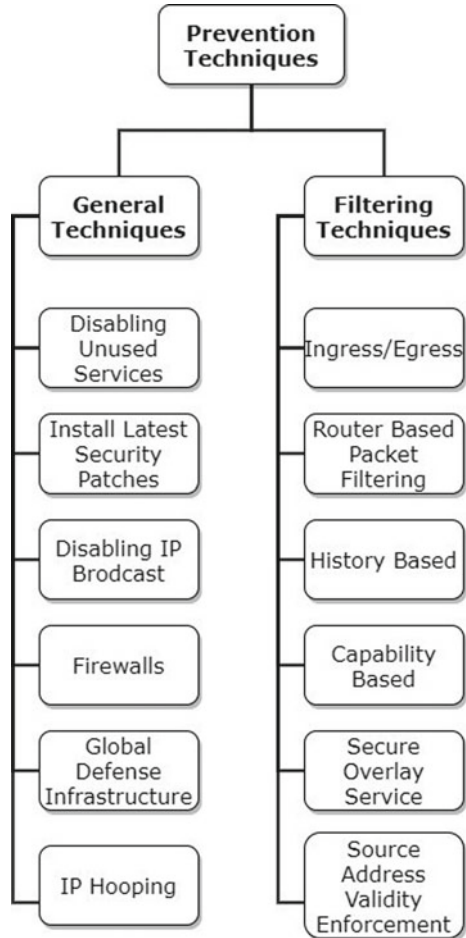 Prevention
Techniques
General
Techniques
Disabling
Unused
Services
Install Latest
Security
Patches
Disabling IP
Brodcast
Firewalls
Global
Defense
Infrastructure
IP Hooping
Filtering
Techniques
Ingress/Egress
Router Based
Packet
Filtering
History Based
Capability
Based
Secure
Overlay
Service
Source
Address
Validity
Enforcement